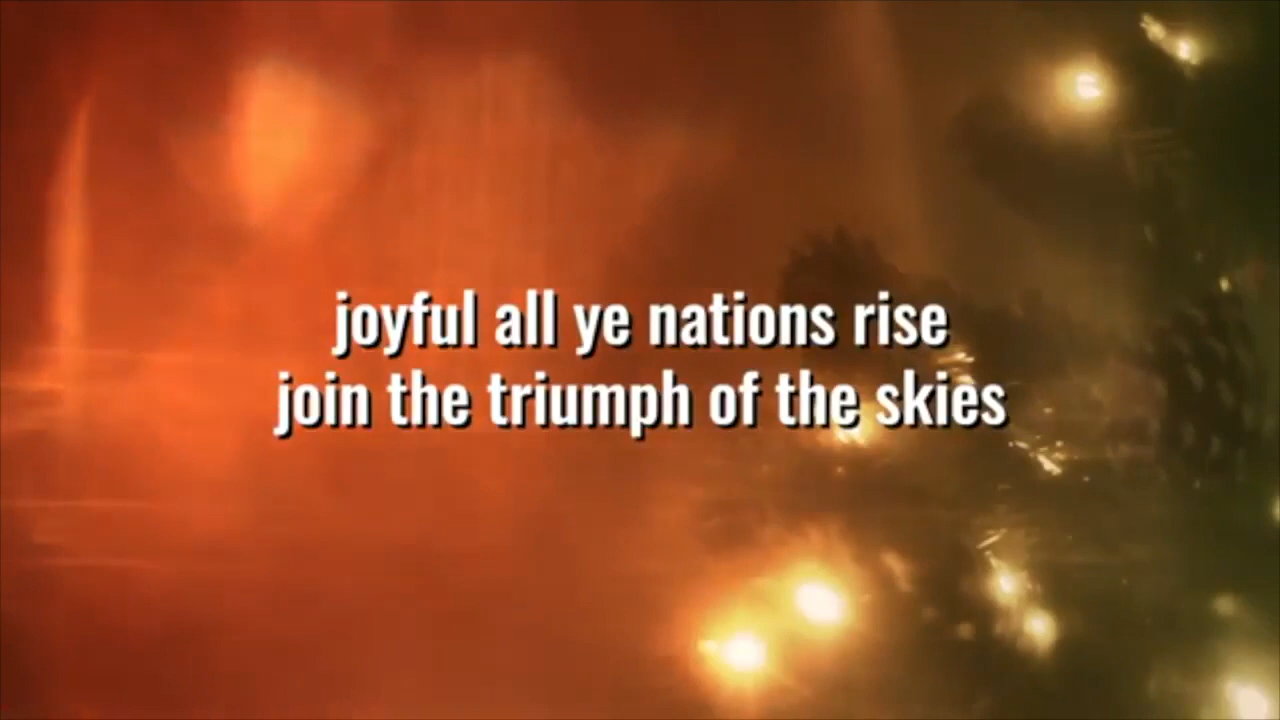 joyful all ye nations rise
join the triumph of the skies